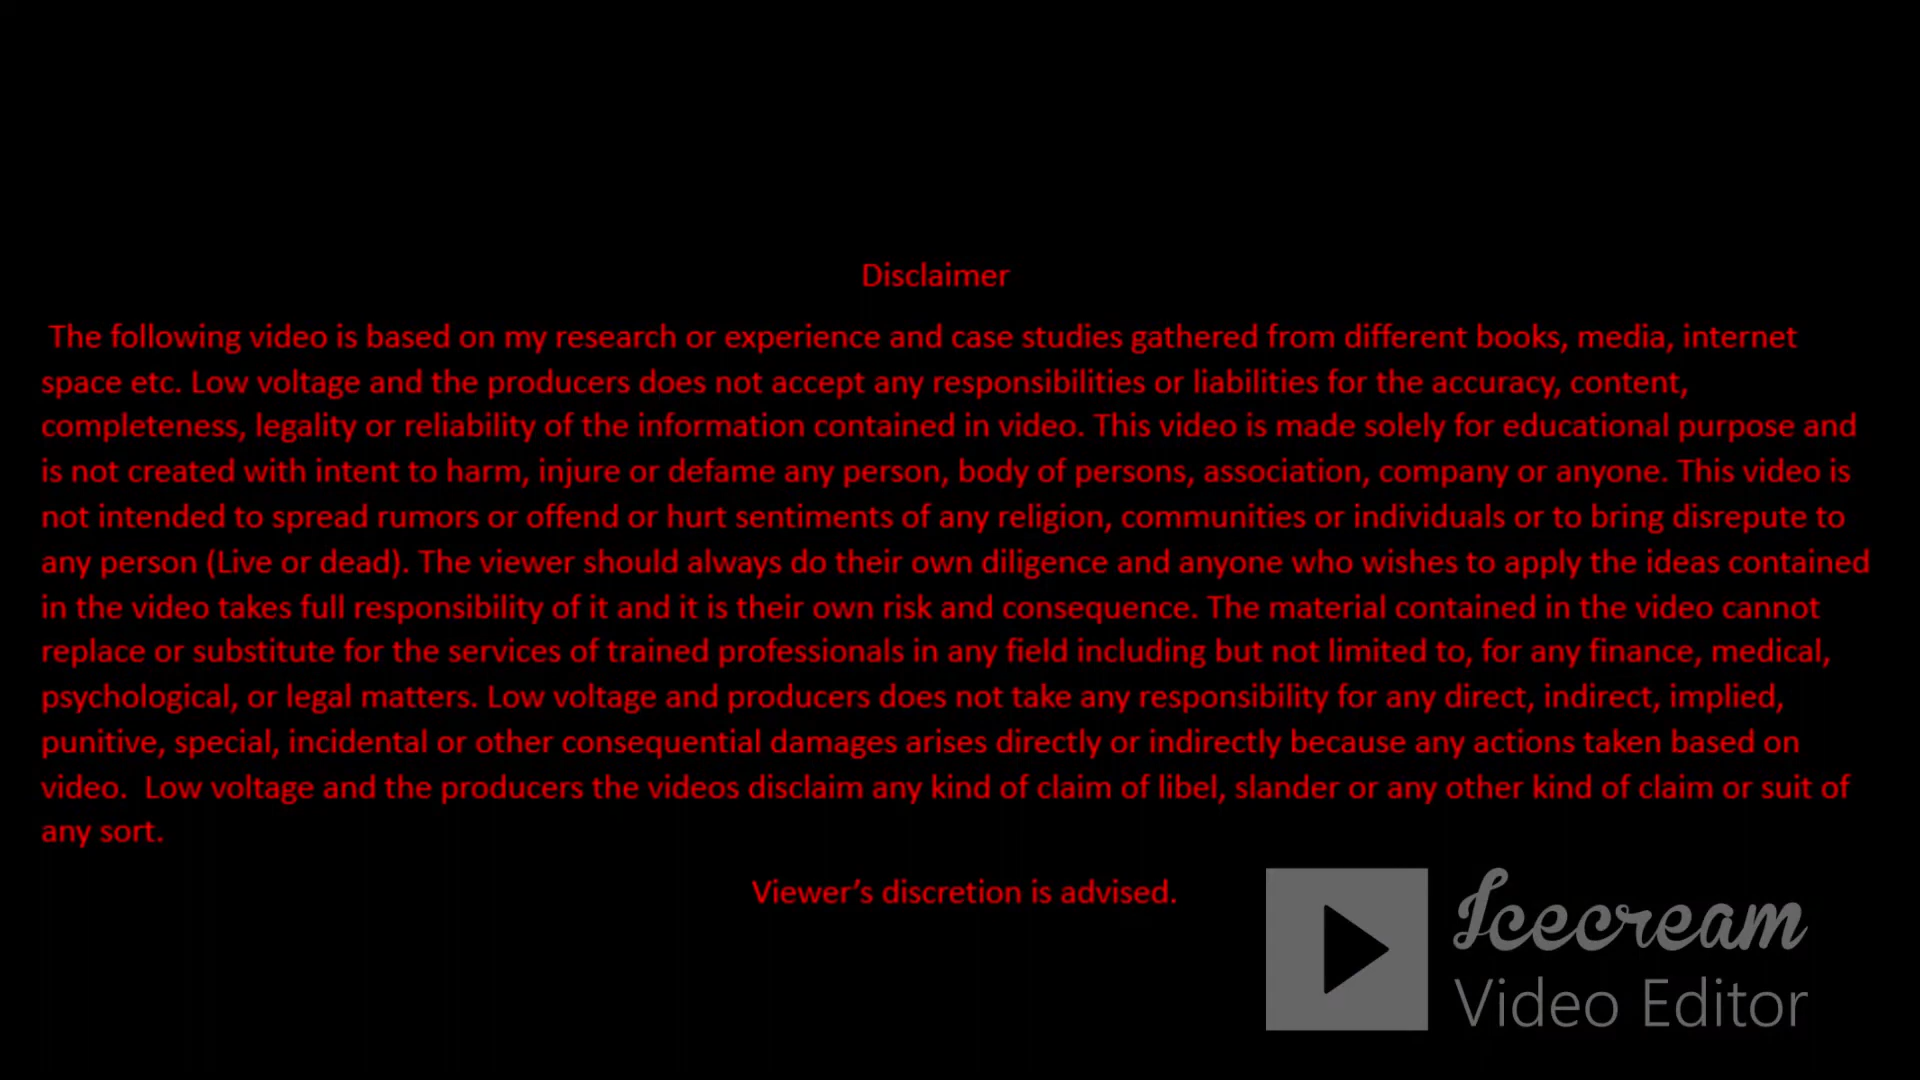 Disclaimer
The following video is based on my research or experience and case studies gathered from different books, media, internet
space etc. Low voltage and the producers does not accept any responsibilities or liabilities for the accuracy, content,
completeness, legality or reliability of the information contained in video. This video is made solely for educational purpose and
is not created with intent to harm, injure or defame any person, body of persons, association, company or anyone. This video is
not intended to spread rumors or offend or hurt sentiments of any religion, communities or individuals or to bring disrepute to
any person (Live or dead). The viewer should always do their own diligence and anyone who wishes to apply the ideas contained
in the video takes full responsibility of it and it is their own risk and consequence. The material contained in the video cannot
replace or substitute for the services of trained professionals in any field including but not limited to, for any finance, medical,
psychological, or legal matters. Low voltage and producers does not take any responsibility for any direct, indirect, implied,
punitive, special, incidental or other consequential damages arises directly or indirectly because any actions taken based on
video.  Low voltage and the producers the videos disclaim any kind of claim of libel, slander or any other kind of claim or suit of
any sort.
Viewer’s discretion is advised.
Icecream
Video Editor